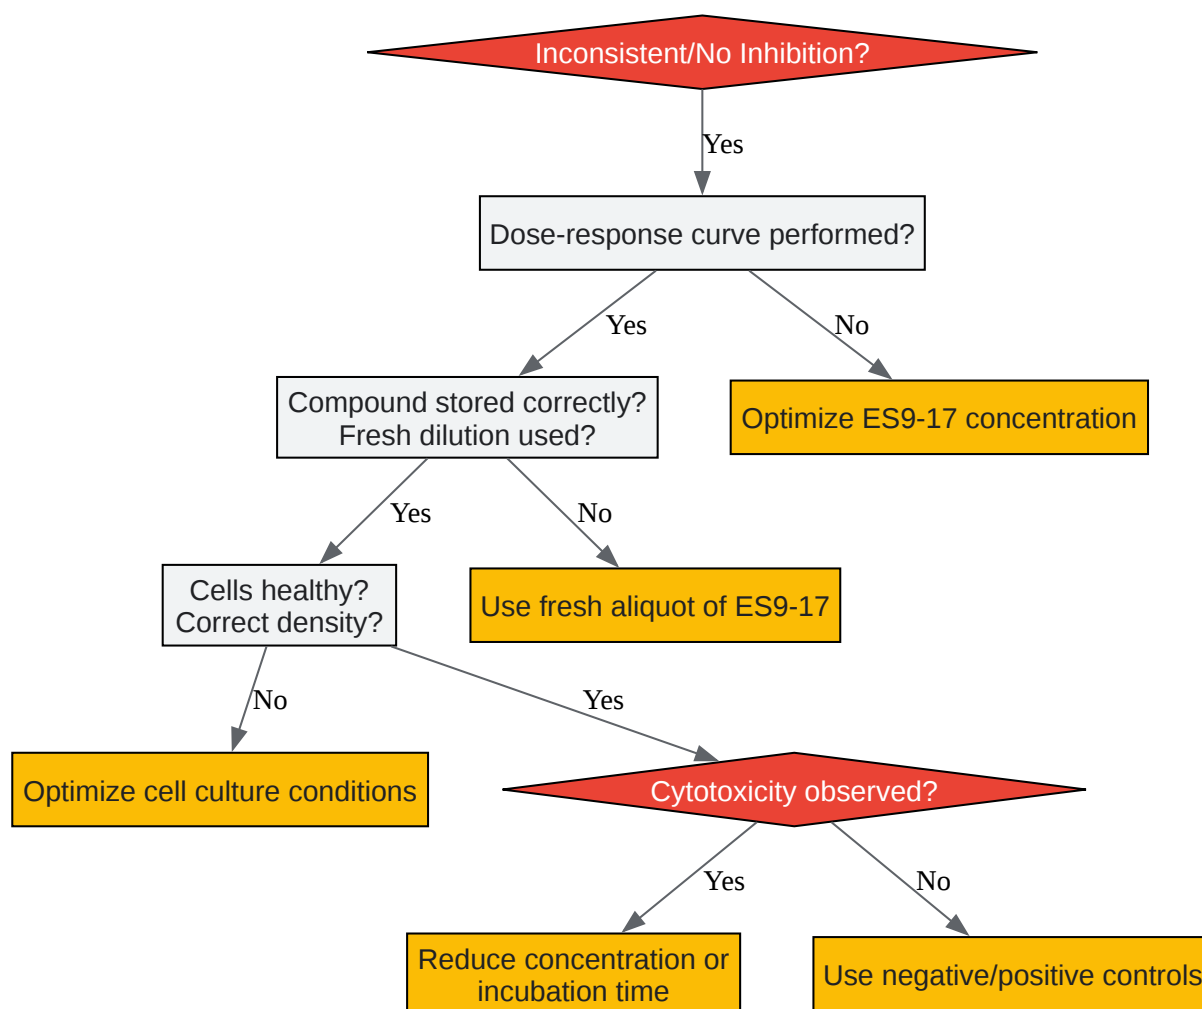 Inconsistent/No Inhibition?
Yes
Dose-response curve performed?
Yes
No
Compound stored correctly?
Fresh dilution used?
Optimize ES9-17 concentration
Yes
No
Cells healthy?
Correct density?
Use fresh aliquot of ES9-17
No
Yes
Optimize cell culture conditions
Cytotoxicity observed?
Yes
No
Reduce concentration or
incubation time
Use negative/positive controls